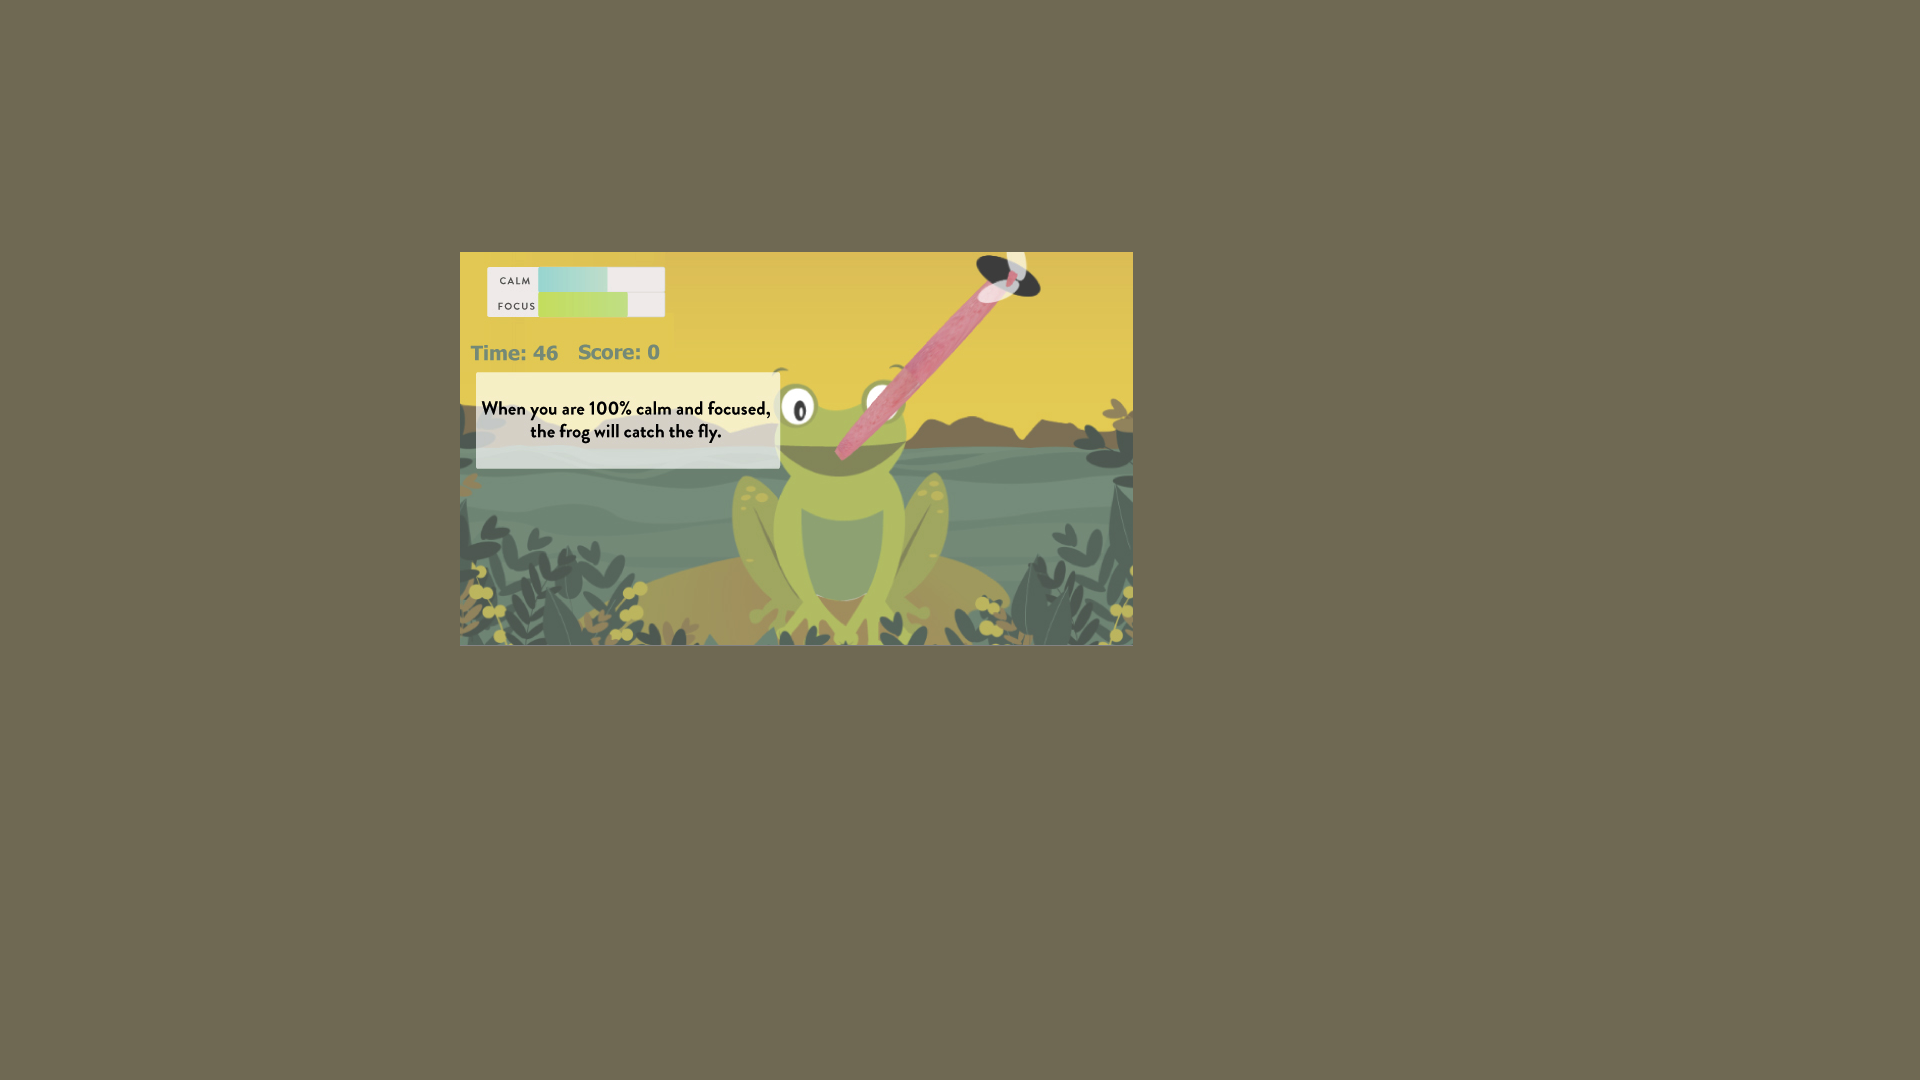 CALM
FOCUS
Time: 46 Score: 0
When you are 100% calm and focused,
the frog will catch the fly.